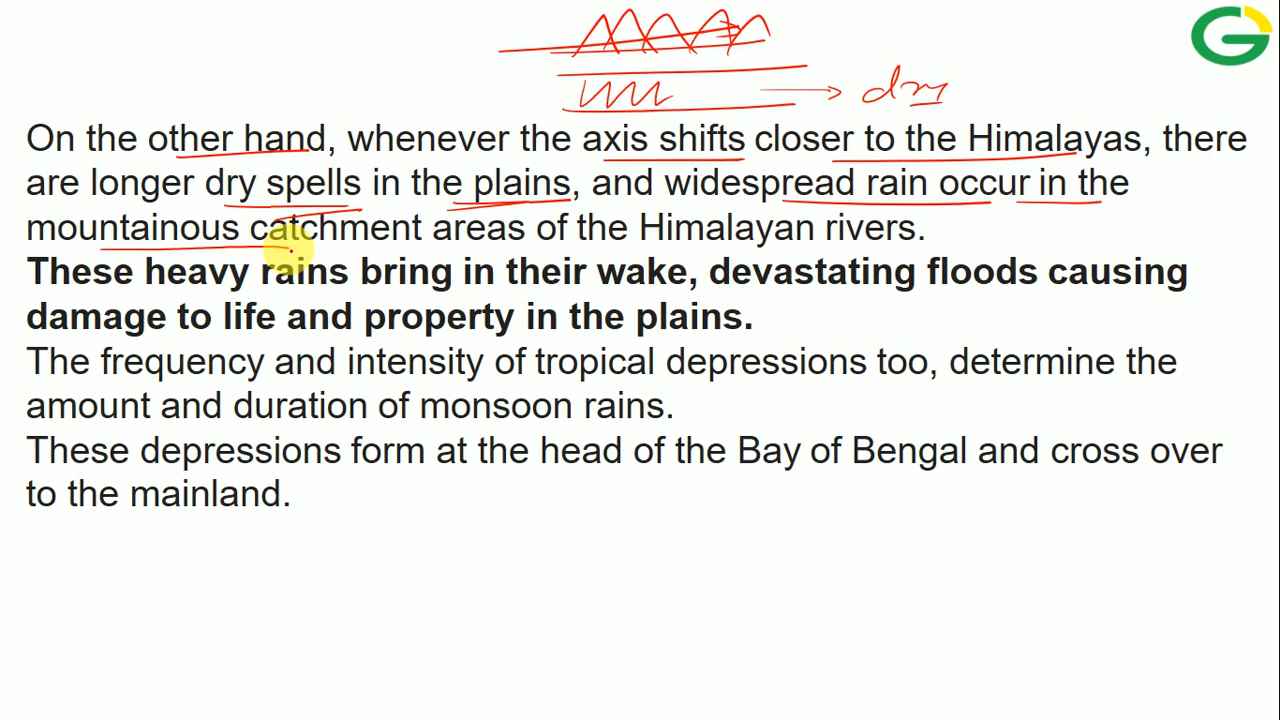 dry
On the other hand, whenever the axis shifts closer to the Himalayas, there
are longer dry spells in the plains, and widespread rain occur in the
mountainous catchment areas of the Himalayan rivers.
These heavy rains bring in their wake, devastating floods causing
damage to life and property in the plains.
The frequency and intensity of tropical depressions too, determine the
amount and duration of monsoon rains.
These depressions form at the head of the Bay of Bengal and cross over
to the mainland.